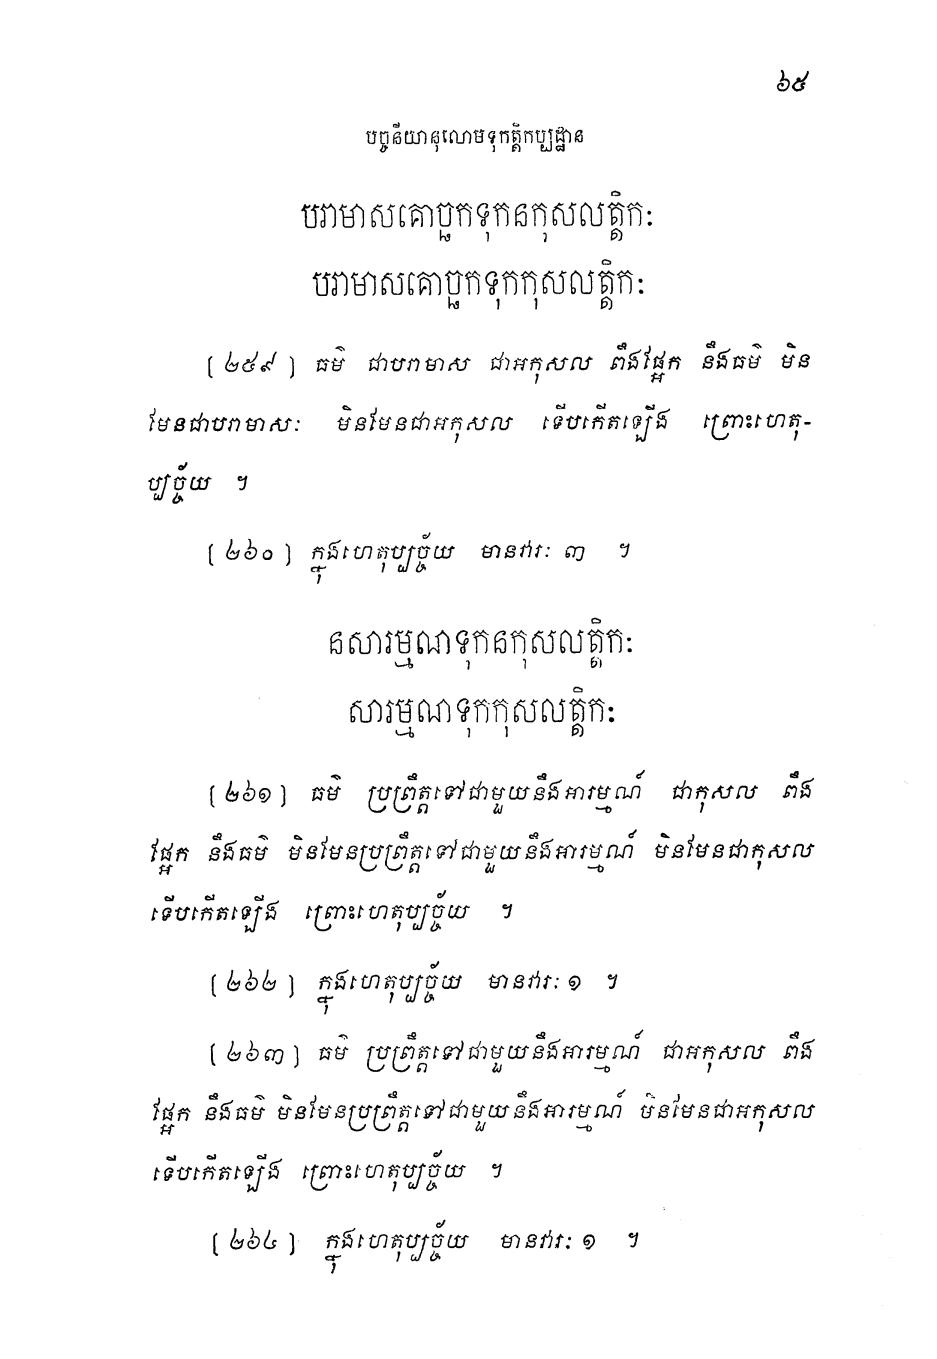 ៦៥
បច្ចនីយានុលោមទុកត្តិកប្បដ្ឋាន
បរាមាសគោច្ឆកទុកនកុសលត្តិកៈ
បរាមាសគោច្ឆកទុកកុសលត្តិកៈ
[២៥៩] ធម៌ ជាបរាមាស ជាអកុសល ពឹងផ្អែក នឹងធម៌ មិន
មែនជាបរាមាសៈ មិនមែនជាអកុសល ទើបកើតឡើង ព្រោះហេតុ-
ប្បច្ច័យ ។
[២៦០] ក្នុងហេតុប្បច្ច័យ មានវារៈ ៣ ។
នសារម្មណទុកនកុសលត្តិកៈ
សារម្មណទុកកុសលត្តិកៈ
[២៦១] ធម៌ ប្រព្រឹត្តទៅជាមួយនឹងអារម្មណ៍ ជាកុសល ពឹង
ផ្អែក នឹងធម៌ មិនមែនប្រព្រឹត្តទៅជាមួយនឹងអារម្មណ៍ មិនមែនជាកុសល
ទើបកើតឡើង ព្រោះហេតុប្បច្ច័យ ។
[២៦២] ក្នុងហេតុប្បច្ច័យ មានវារៈ ១ ។
[២៦៣] ធម៌ ប្រព្រឹត្តទៅជាមួយនឹងអារម្មណ៍ ជាអកុសល ពឹង
ផ្អែក នឹងធម៌ មិនមែនប្រព្រឹត្តទៅជាមួយនឹងអារម្មណ៍ មិនមែនជាអកុសល
ទើបកើតឡើង ព្រោះហេតុប្បច្ច័យ ។
[២៦៤] ក្នុងហេតុប្បច្ច័យ មានវារៈ ១ ។